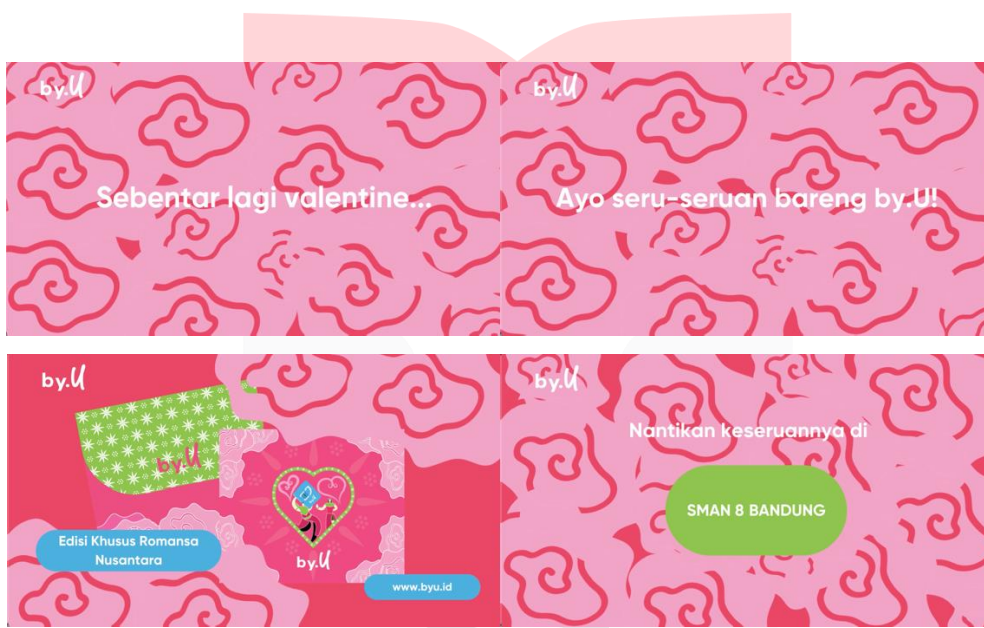 by.U
Sebentar lagi valentine...
by.U
Ayo seru-seruan bareng by.U!
by.U
by.U
by.U
Edisi Khusus Romansa
Nusantara
www.byu.id
by.U
Nantikan keseruannya di
SMAN 8 BANDUNG